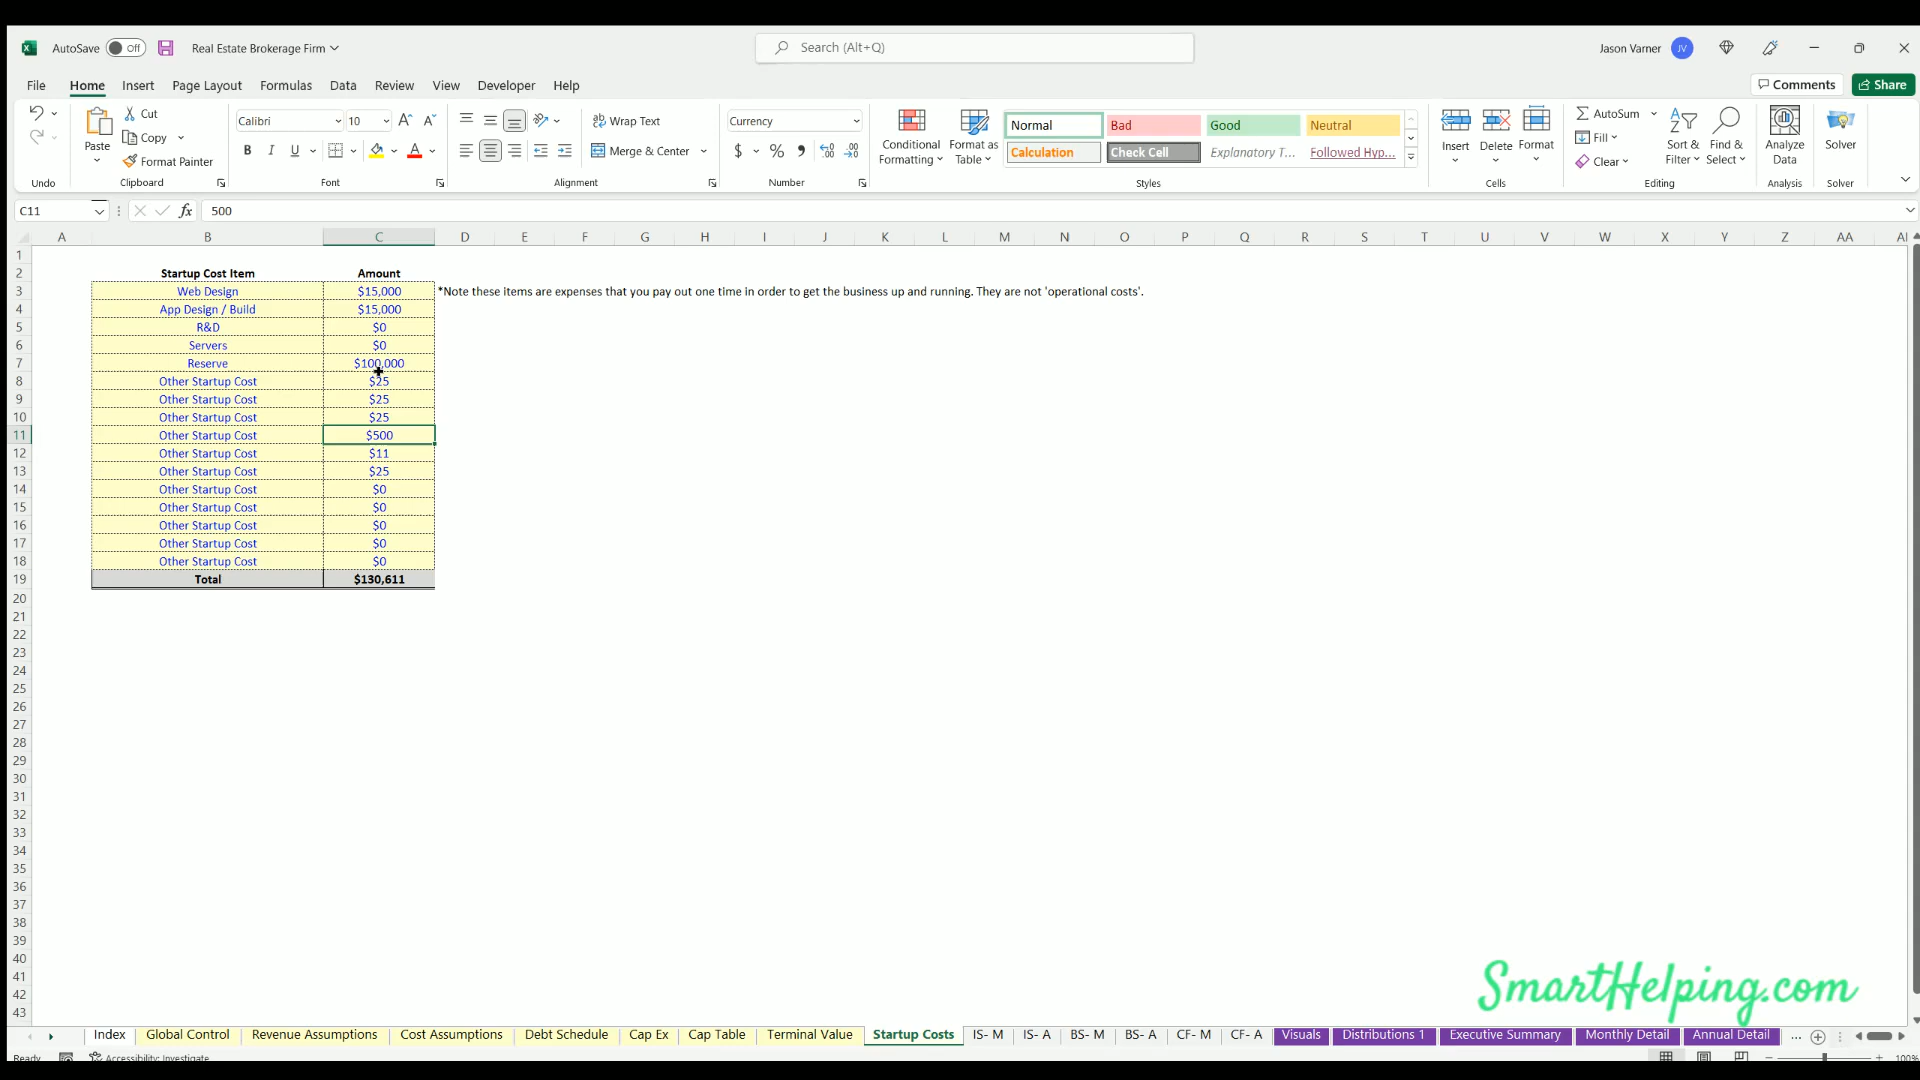 AutoSave Off Real Estate Brokerage Firm Search (Alt+Q) Jason Varner JV
File Home Insert Page Layout Formulas Data Review View Developer Help Comments Share
Paste Cut Copy Format Painter
Calibri 10 B I U
Wrap Text Merge & Center
Currency $ %
Conditional Formatting Format as Table
Normal Bad Good Neutral
Calculation Check Cell Explanatory T... Followed Hyp...
Insert Delete Format
AutoSum Fill Clear Sort & Filter Find & Select
Analyze Data Solver
Undo Clipboard Font Alignment Number Styles Cells Editing Analysis Solver
C11 fx 500
A B C D E F G H I J K L M N O P Q R S T U V W X Y Z AA AI
1
2 Startup Cost Item Amount
3 Web Design $15,000 *Note these items are expenses that you pay out one time in order to get the business up and running. They are not 'operational costs'.
4 App Design / Build $15,000
5 R&D $0
6 Servers $0
7 Reserve $100,000
8 Other Startup Cost $25
9 Other Startup Cost $25
10 Other Startup Cost $25
11 Other Startup Cost $500
12 Other Startup Cost $11
13 Other Startup Cost $25
14 Other Startup Cost $0
15 Other Startup Cost $0
16 Other Startup Cost $0
17 Other Startup Cost $0
18 Other Startup Cost $0
19 Total $130,611
20
21
22
23
24
25
26
27
28
29
30
31
32
33
34
35
36
37
38
39
40
41
42
43
SmartHelping.com
Index Global Control Revenue Assumptions Cost Assumptions Debt Schedule Cap Ex Cap Table Terminal Value Startup Costs IS- M IS- A BS- M BS- A CF- M CF- A Visuals Distributions 1 Executive Summary Monthly Detail Annual Detail ...
Ready Accessibility: Investigate 100%